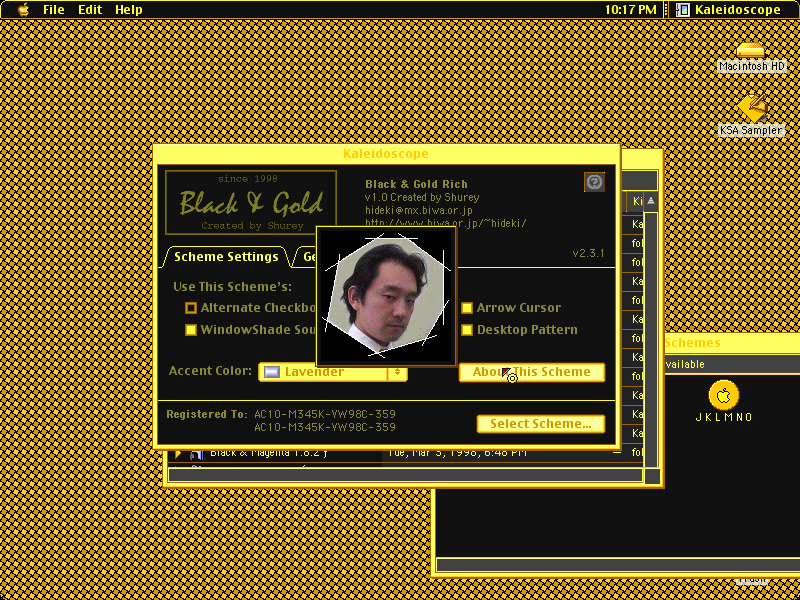 File Edit Help
10:17 PM Kaleidoscope
Macintosh HD
KSA Sampler
Kaleidoscope
since 1998
Black & Gold
Created by Shurey
Black & Gold Rich
v1.0 Created by Shurey
hideki@mx.biwa.or.jp
http://www.biwa.or.jp/~hideki/
v2.3.1
Scheme Settings
Use This Scheme's:
Alternate Checkbo
WindowShade Sou
Arrow Cursor
Desktop Pattern
Accent Color:
Lavender
About This Scheme
Registered To: AC10-M345K-YW98C-359
AC10-M345K-YW98C-359
Select Scheme...
Ki
Ka
fol
fol
Ka
fol
Ka
fol
Ka
fol
Ka
Ka
Ka
fol
Black & Magenta 1.8.2 ƒ
Tue, Mar 3, 1998, 6:48 PM
Schemes
vailable
JKLMNO